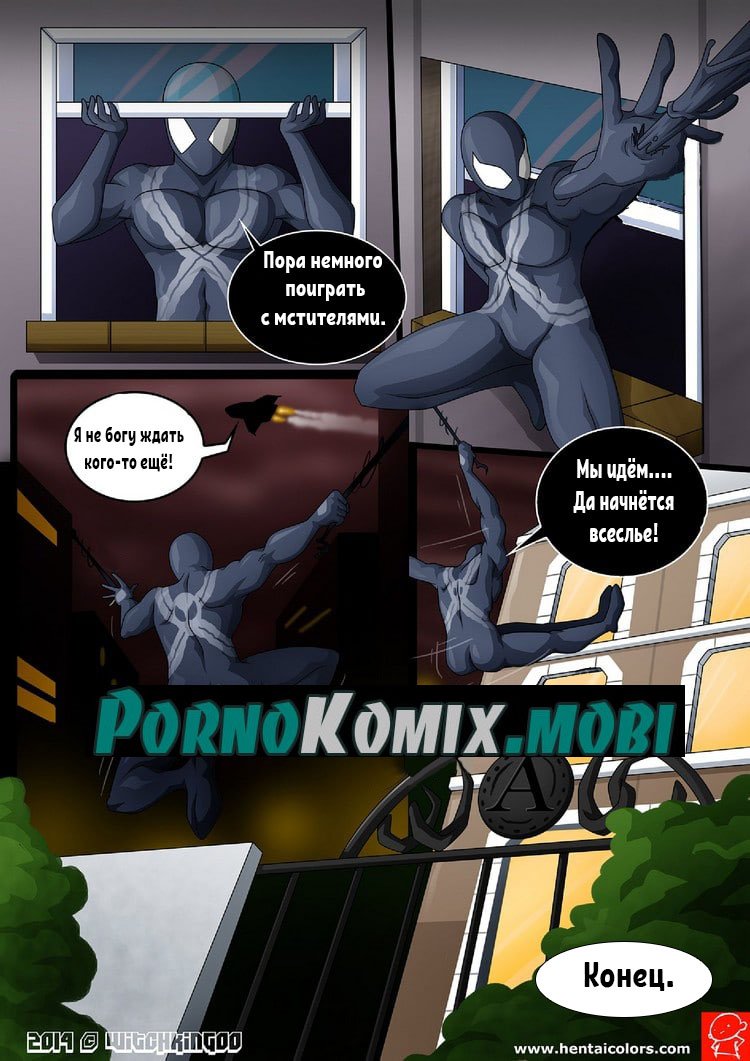 Пора немного
поиграть
с мстителями.
Я не богу ждать
кого-то ещё!
Мы идём....
Да начнётся
всеслье!
PornoKomix.mobi
A
Конец.
2014 © WitchKing00
www.hentaicolors.com